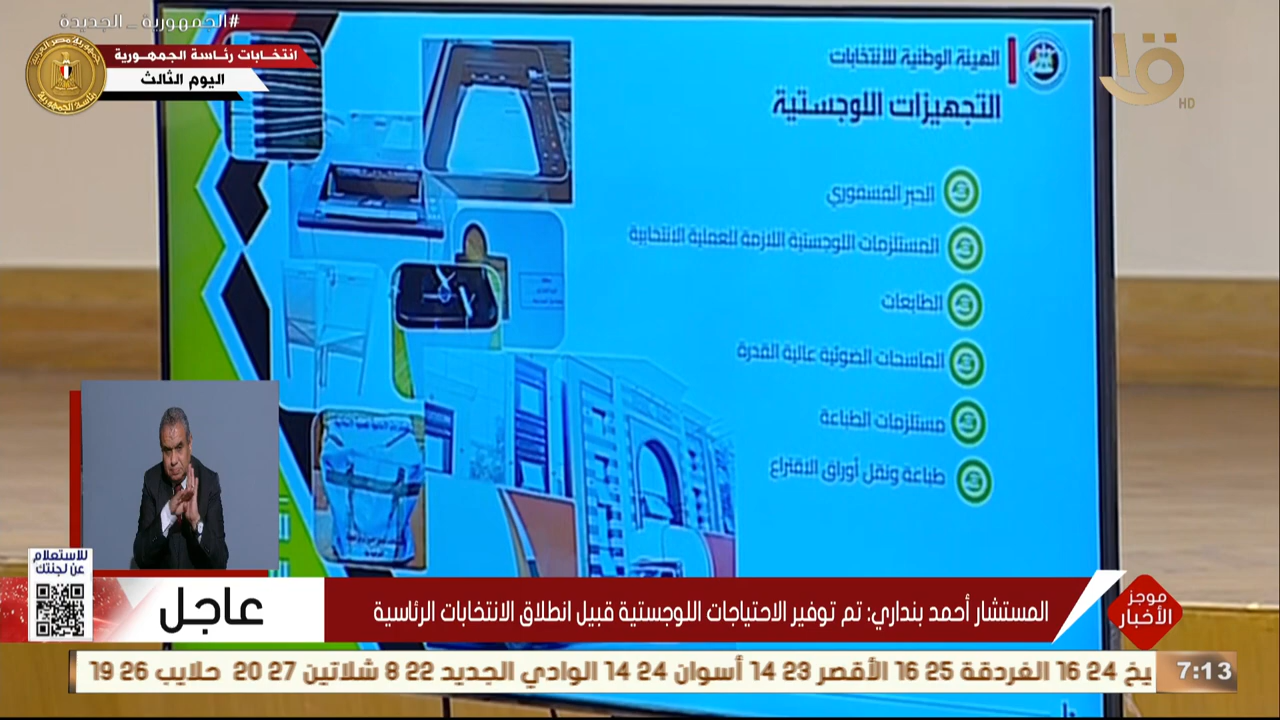 #الجمهورية_الجديدة
انتخابات رئاسة الجمهورية
اليوم الثالث
HD
الهيئة الوطنية للانتخابات
التجهيزات اللوجستية
الحبر الفسفوري
المستلزمات اللوجستية اللازمة للعملية الانتخابية
الطابعات
الماسحات الضوئية عالية القدرة
مستلزمات الطباعة
طباعة ونقل أوراق الاقتراع
للاستعلام
عن لجنتك
عاجل
المستشار أحمد بنداري: تم توفير الاحتياجات اللوجستية قبيل انطلاق الانتخابات الرئاسية
موجز
الأخبار
يخ 24 16 الغردقة 25 16 الأقصر 23 14 أسوان 24 14 الوادي الجديد 22 8 شلاتين 27 20 حلايب 26 19
7:13